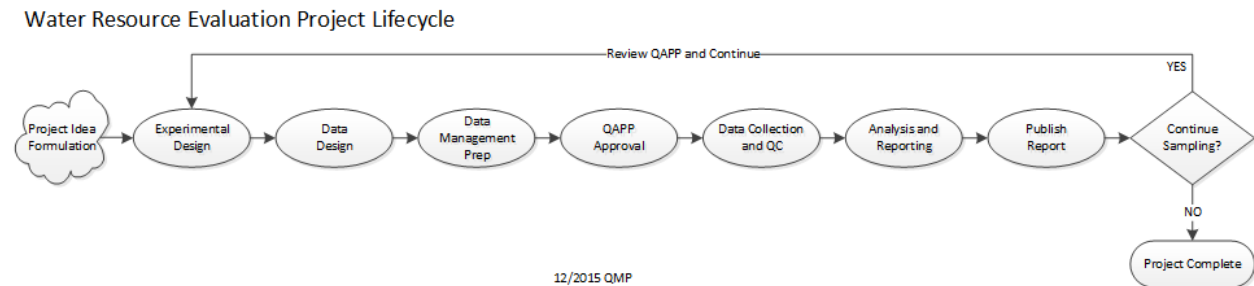 Water Resource Evaluation Project Lifecycle
Review QAPP and Continue
YES
Project Idea
Formulation
Experimental
Design
Data
Design
Data
Management
Prep
QAPP
Approval
Data Collection
and QC
Analysis and
Reporting
Publish
Report
Continue
Sampling?
NO
Project Complete
12/2015 QMP